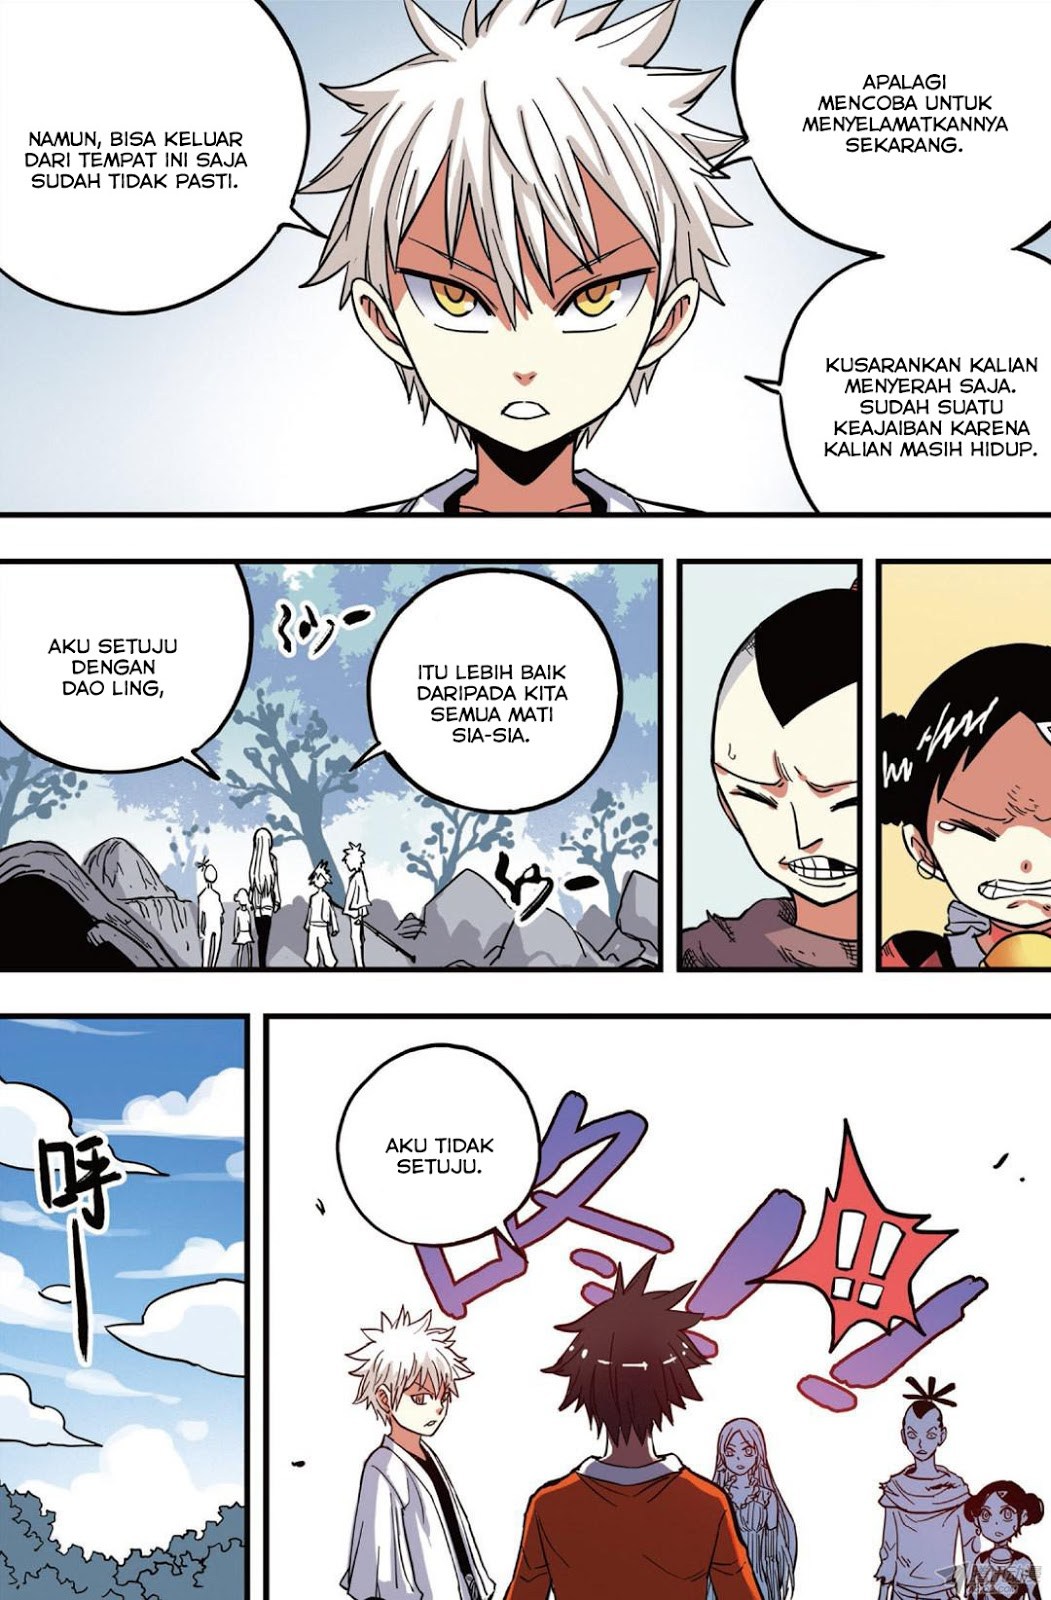 NAMUN, BISA KELUAR
DARI TEMPAT INI SAJA
SUDAH TIDAK PASTI.
APALAGI
MENCOBA UNTUK
MENYELAMATKANNYA
SEKARANG.
KUSARANKAN KALIAN
MENYERAH SAJA.
SUDAH SUATU
KEAJAIBAN KARENA
KALIAN MASIH HIDUP.
AKU SETUJU
DENGAN
DAO LING,
ITU LEBIH BAIK
DARIPADA KITA
SEMUA MATI
SIA-SIA.
呼
AKU TIDAK
SETUJU.
!!